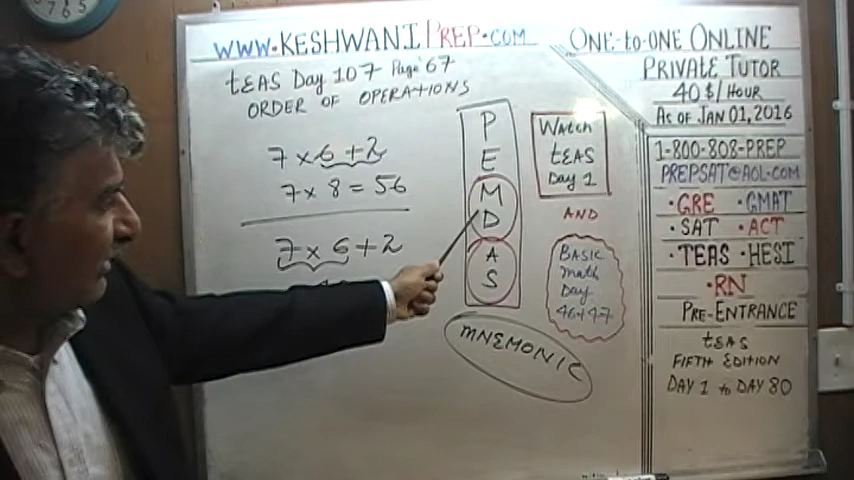 WWW.KESHWANIPREP.COM
tEAS Day 107 Page 67
ORDER OF OPERATIONS
7 × 6 + 2
7 × 8 = 56
7 × 6 + 2
P
E
M
D
A
S
Watch
tEAS
Day 1
AND
BASIC
math
Day
46+47
MNEMONIC
ONE-to-ONE ONLINE
PRIVATE TUTOR
40 $/HOUR
AS OF JAN 01, 2016
1-800-808-PREP
PREPSAT@AOL.COM
•GRE •GMAT
•SAT •ACT
•TEAS •HESI
•RN
PRE-ENTRANCE
tEAS
FIFTH EDITION
DAY 1 to DAY 80
7 6 5